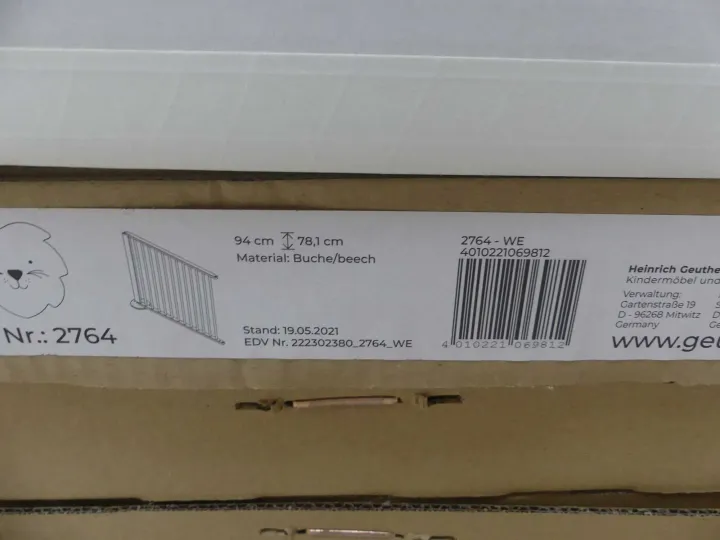 Nr.: 2764
94 cm 78,1 cm
Material: Buche/beech
Stand: 19.05.2021
EDV Nr. 222302380_2764_WE
2764 - WE
4010221069812
4 010221 069812
Heinrich Geuthe
Kindermöbel und
Verwaltung:
Gartenstraße 19 S
D - 96268 Mitwitz D
Germany G
www.geu